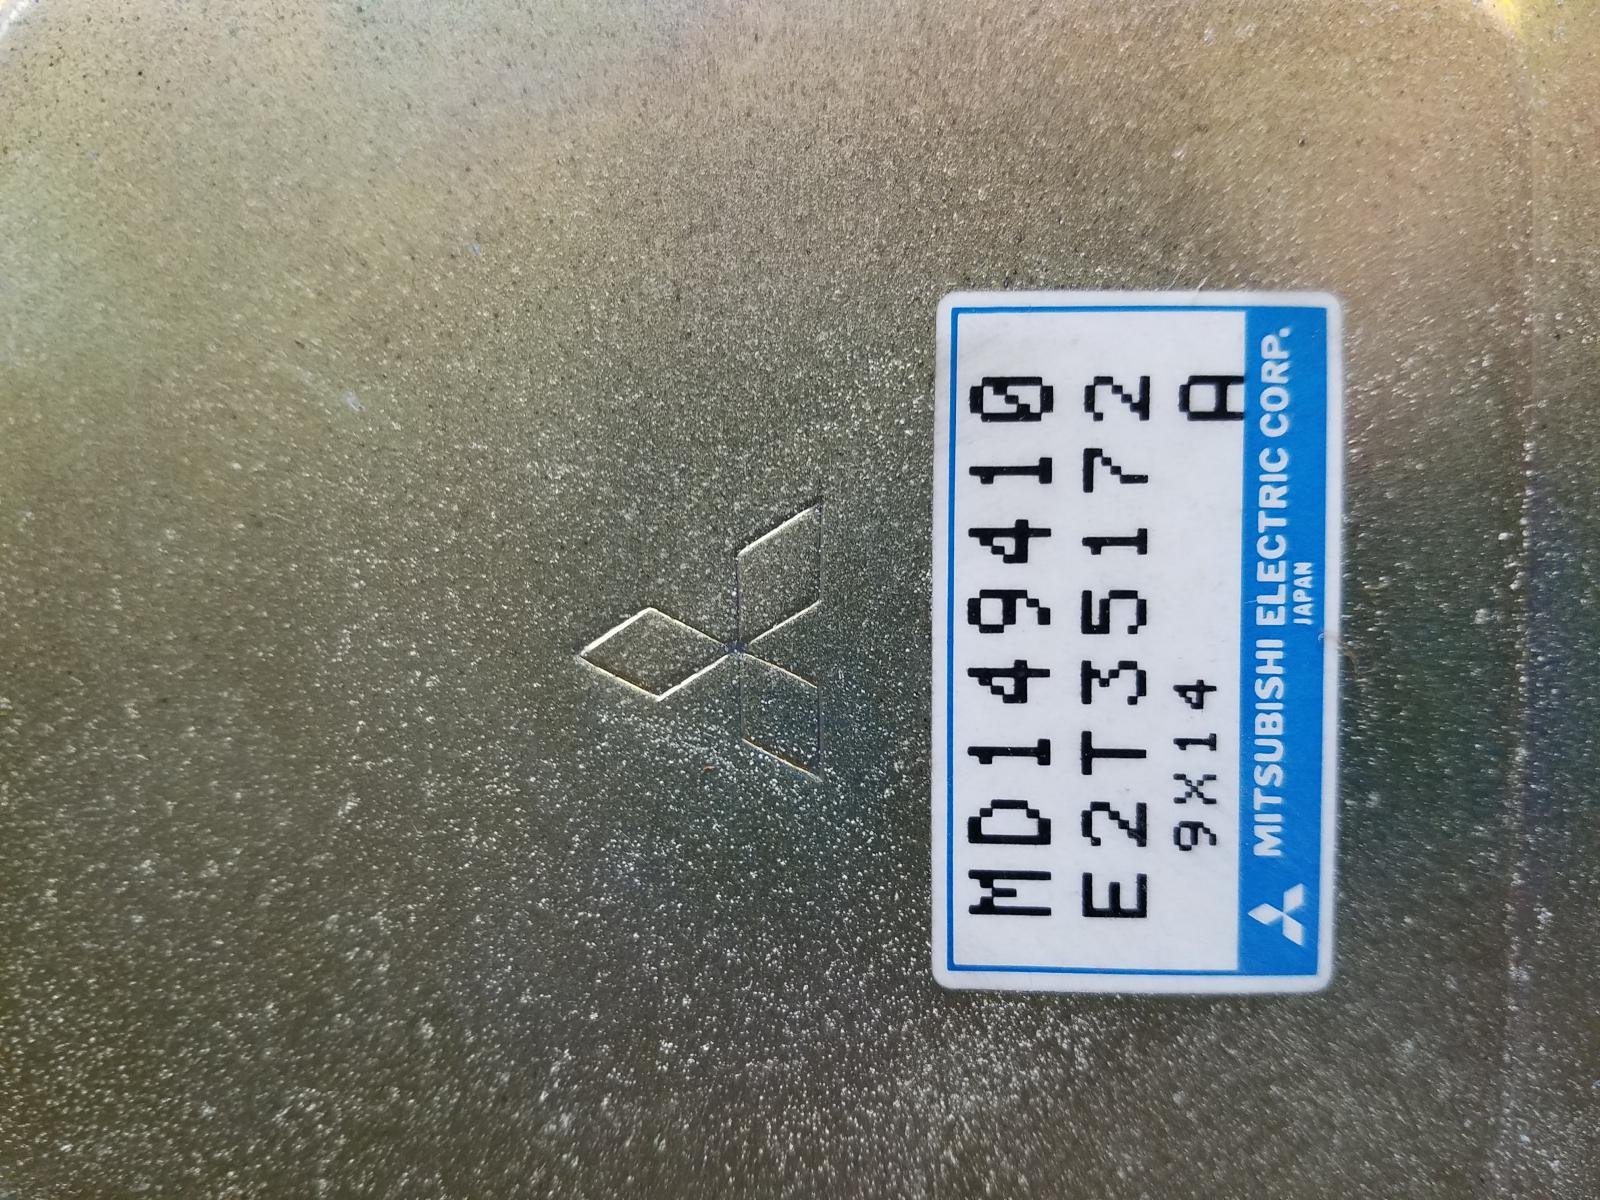 MD149410
E2T35172
9X14 A
MITSUBISHI ELECTRIC CORP.
JAPAN